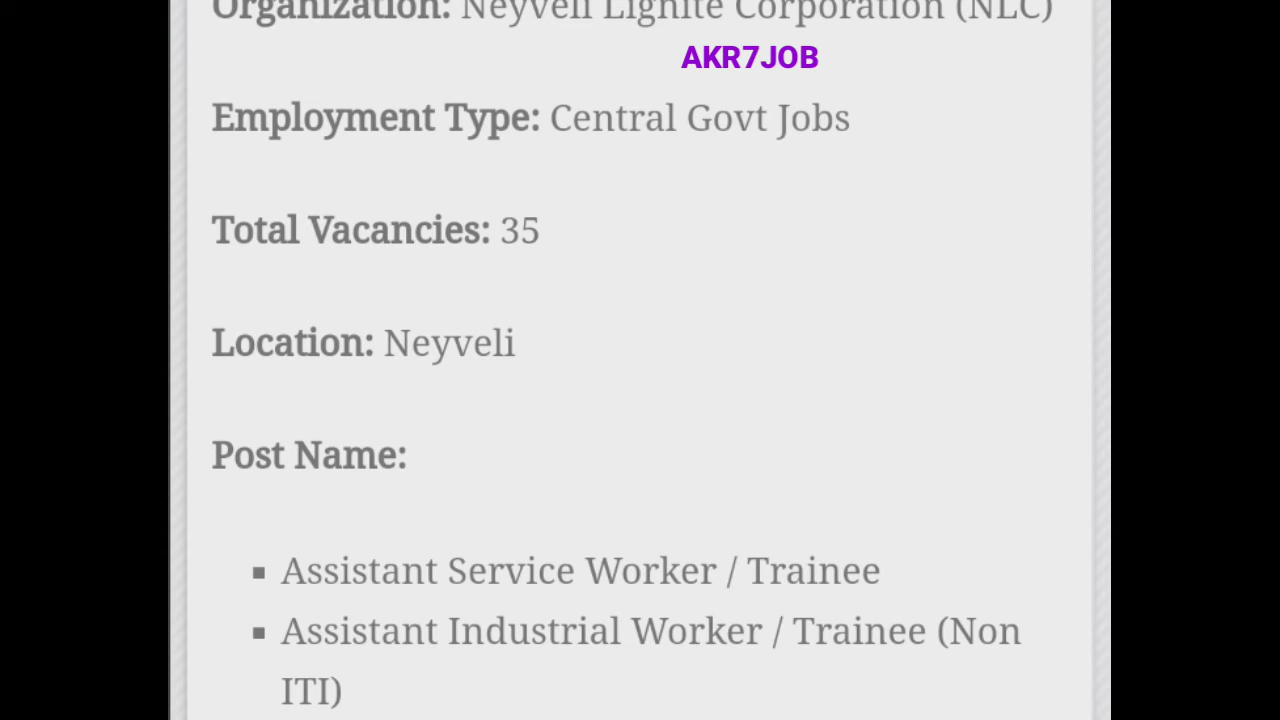 Organization: Neyveli Lignite Corporation (NLC)
AKR7JOB
Employment Type: Central Govt Jobs
Total Vacancies: 35
Location: Neyveli
Post Name:
▪ Assistant Service Worker / Trainee
▪ Assistant Industrial Worker / Trainee (Non
ITI)